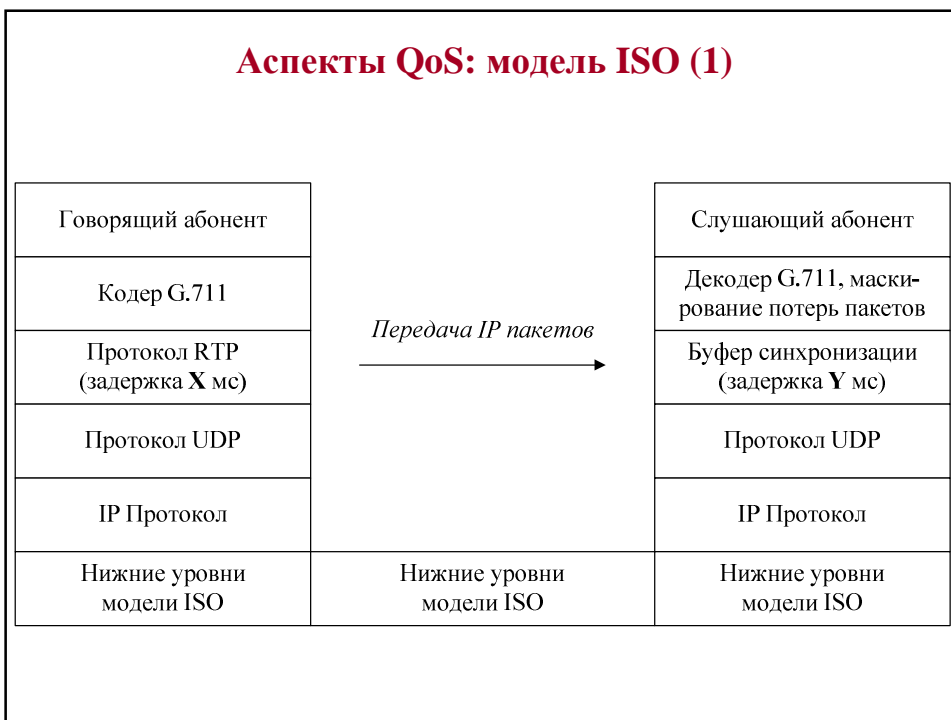 Аспекты QoS: модель ISO (1)
Говорящий абонент
Кодер G.711
Протокол RTP
(задержка X мс)
Протокол UDP
IP Протокол
Нижние уровни
модели ISO
Передача IP пакетов
Нижние уровни
модели ISO
Слушающий абонент
Декодер G.711, маски-
рование потерь пакетов
Буфер синхронизации
(задержка Y мс)
Протокол UDP
IP Протокол
Нижние уровни
модели ISO